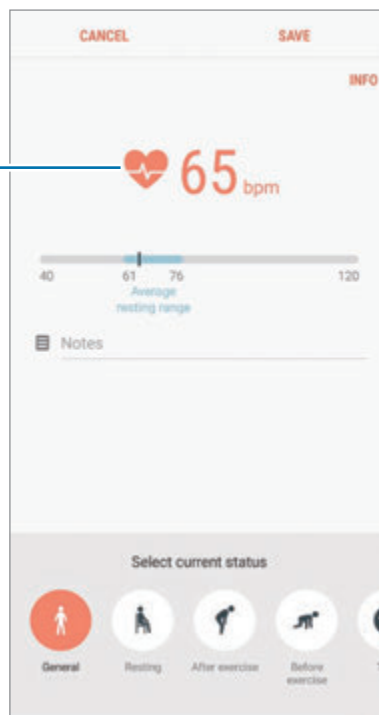 CANCEL SAVE
INFO
65 bpm
40 61 76 120
Average
resting range
Notes
Select current status
General Resting After exercise Before
exercise